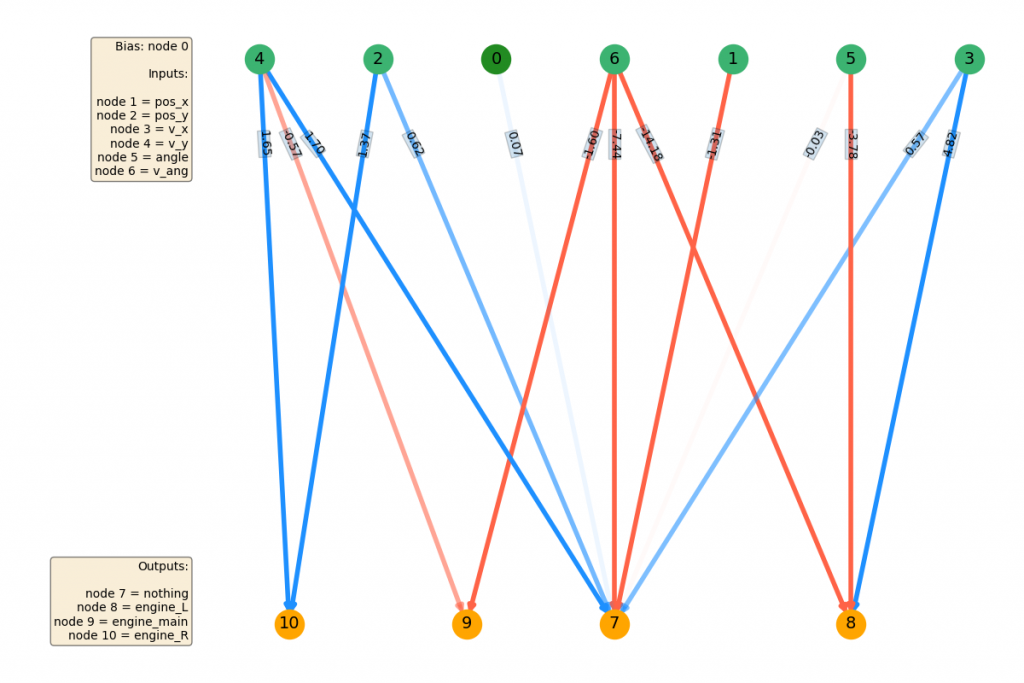 Bias: node 0
Inputs:
node 1 = pos_x
node 2 = pos_y
node 3 = v_x
node 4 = v_y
node 5 = angle
node 6 = v_ang
4 2 0 6 1 5 3
1.65 -0.57 1.70 1.37 0.62 0.07 -1.60 -7.44 -14.18 -1.31 -0.03 -3.78 0.57 4.82
Outputs:
node 7 = nothing
node 8 = engine_L
node 9 = engine_main
node 10 = engine_R
10 9 7 8